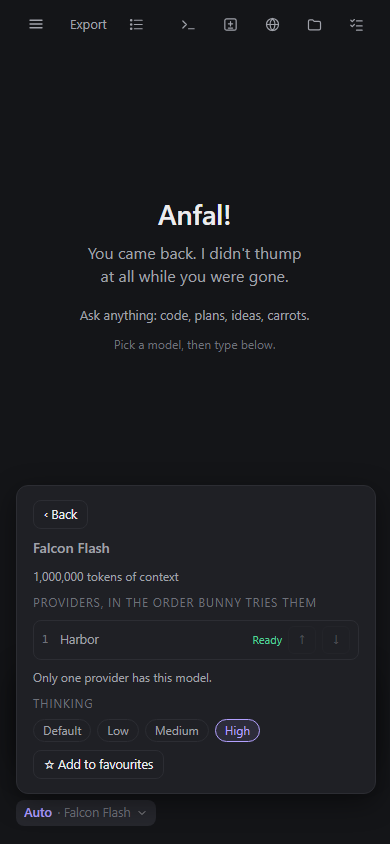 Export
Anfal!
You came back. I didn't thump
at all while you were gone.
Ask anything: code, plans, ideas, carrots.
Pick a model, then type below.
‹ Back
Falcon Flash
1,000,000 tokens of context
PROVIDERS, IN THE ORDER BUNNY TRIES THEM
1 Harbor Ready ↑ ↓
Only one provider has this model.
THINKING
Default Low Medium High
☆ Add to favourites
Auto · Falcon Flash